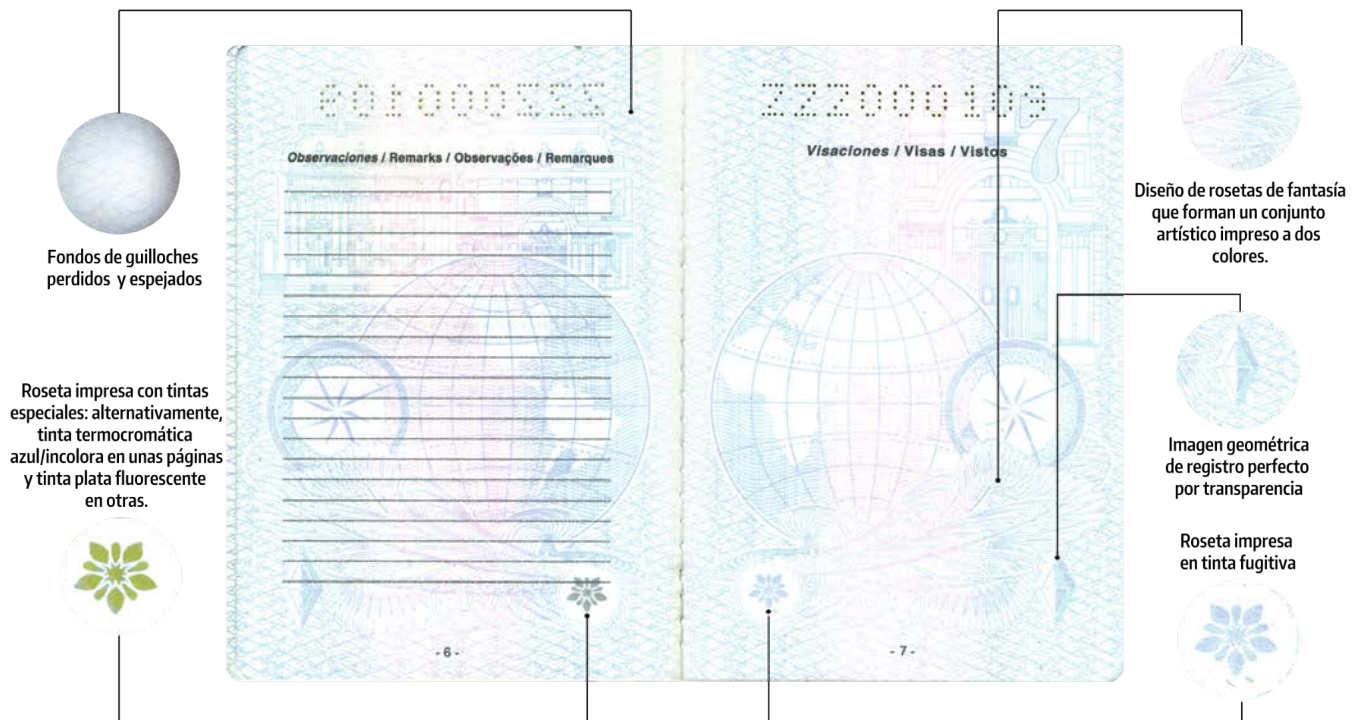 ZZZ000109
Observaciones / Remarks / Observações / Remarques
- 6 -
ZZZ000109
7
Visaciones / Visas / Vistos
- 7 -
Fondos de guilloches
perdidos y espejados
Roseta impresa con tintas
especiales: alternativamente,
tinta termocromática
azul/incolora en unas páginas
y tinta plata fluorescente
en otras.
Diseño de rosetas de fantasía
que forman un conjunto
artístico impreso a dos
colores.
Imagen geométrica
de registro perfecto
por transparencia
Roseta impresa
en tinta fugitiva